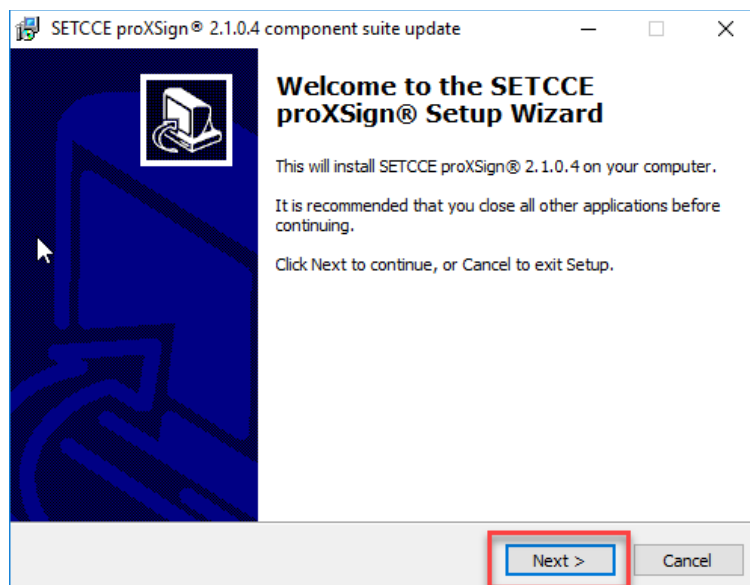 SETCCE proXSign® 2.1.0.4 component suite update
Welcome to the SETCCE
proXSign® Setup Wizard
This will install SETCCE proXSign® 2.1.0.4 on your computer.
It is recommended that you close all other applications before
continuing.
Click Next to continue, or Cancel to exit Setup.
Next >
Cancel